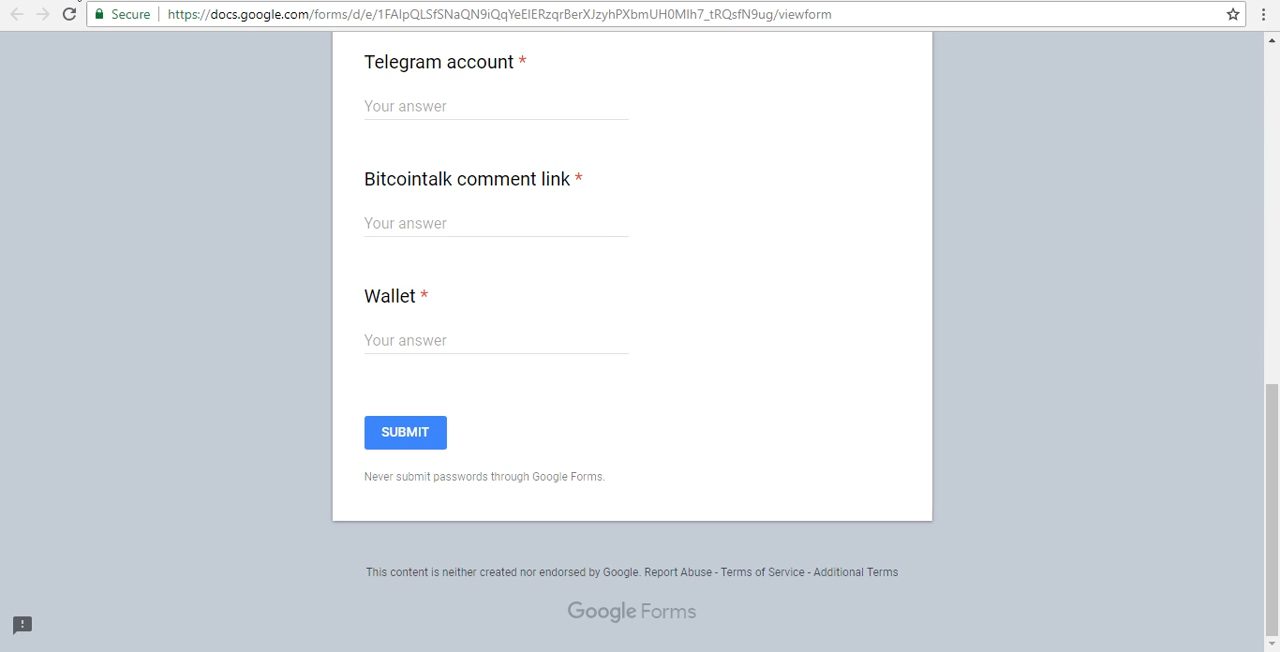 Secure https://docs.google.com/forms/d/e/1FAIpQLSfSNaQN9iQqYeEIERzqrBerXJzyhPXbmUH0MIh7_tRQsfN9ug/viewform
Telegram account *
Your answer
Bitcointalk comment link *
Your answer
Wallet *
Your answer
SUBMIT
Never submit passwords through Google Forms.
This content is neither created nor endorsed by Google. Report Abuse - Terms of Service - Additional Terms
Google Forms